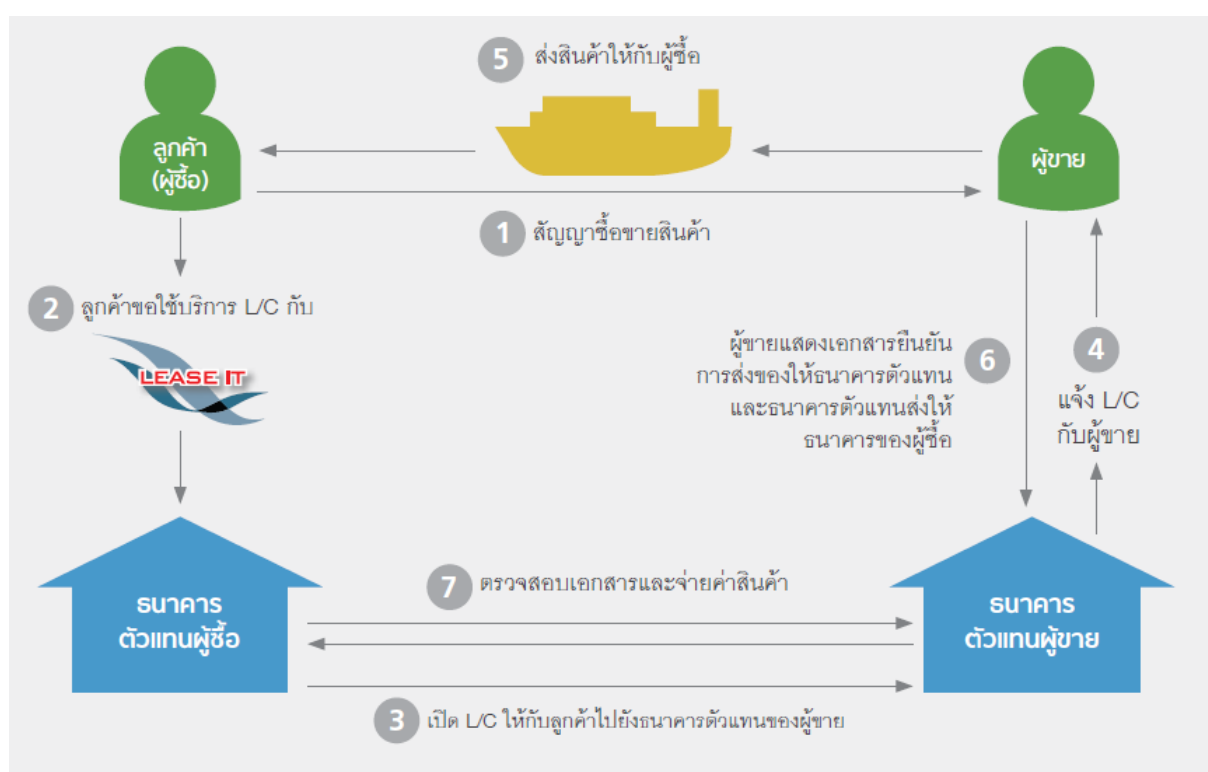 5 ส่งสินค้าให้กับผู้ซื้อ
ลูกค้า
(ผู้ซื้อ)
ผู้ขาย
1 สัญญาซื้อขายสินค้า
2 ลูกค้าขอใช้บริการ L/C กับ
LEASE IT
ผู้ขายแสดงเอกสารยืนยัน
การส่งของให้ธนาคารตัวแทน
และธนาคารตัวแทนส่งให้
ธนาคารของผู้ซื้อ
6
4
แจ้ง L/C
กับผู้ขาย
7 ตรวจสอบเอกสารและจ่ายค่าสินค้า
ธนาคาร
ตัวแทนผู้ซื้อ
ธนาคาร
ตัวแทนผู้ขาย
3 เปิด L/C ให้กับลูกค้าไปยังธนาคารตัวแทนของผู้ขาย